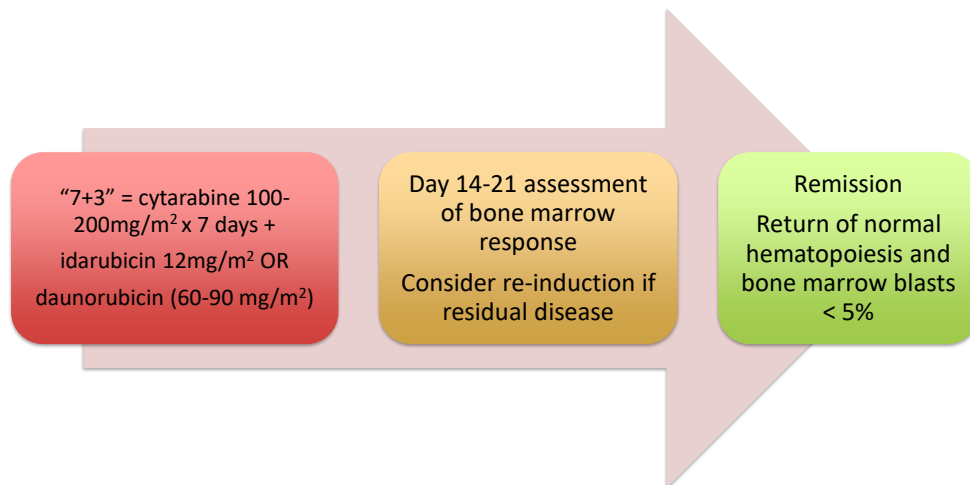 “7+3” = cytarabine 100-
200mg/m² x 7 days +
idarubicin 12mg/m² OR
daunorubicin (60-90 mg/m²)
Day 14-21 assessment
of bone marrow
response
Consider re-induction if
residual disease
Remission
Return of normal
hematopoiesis and
bone marrow blasts
< 5%